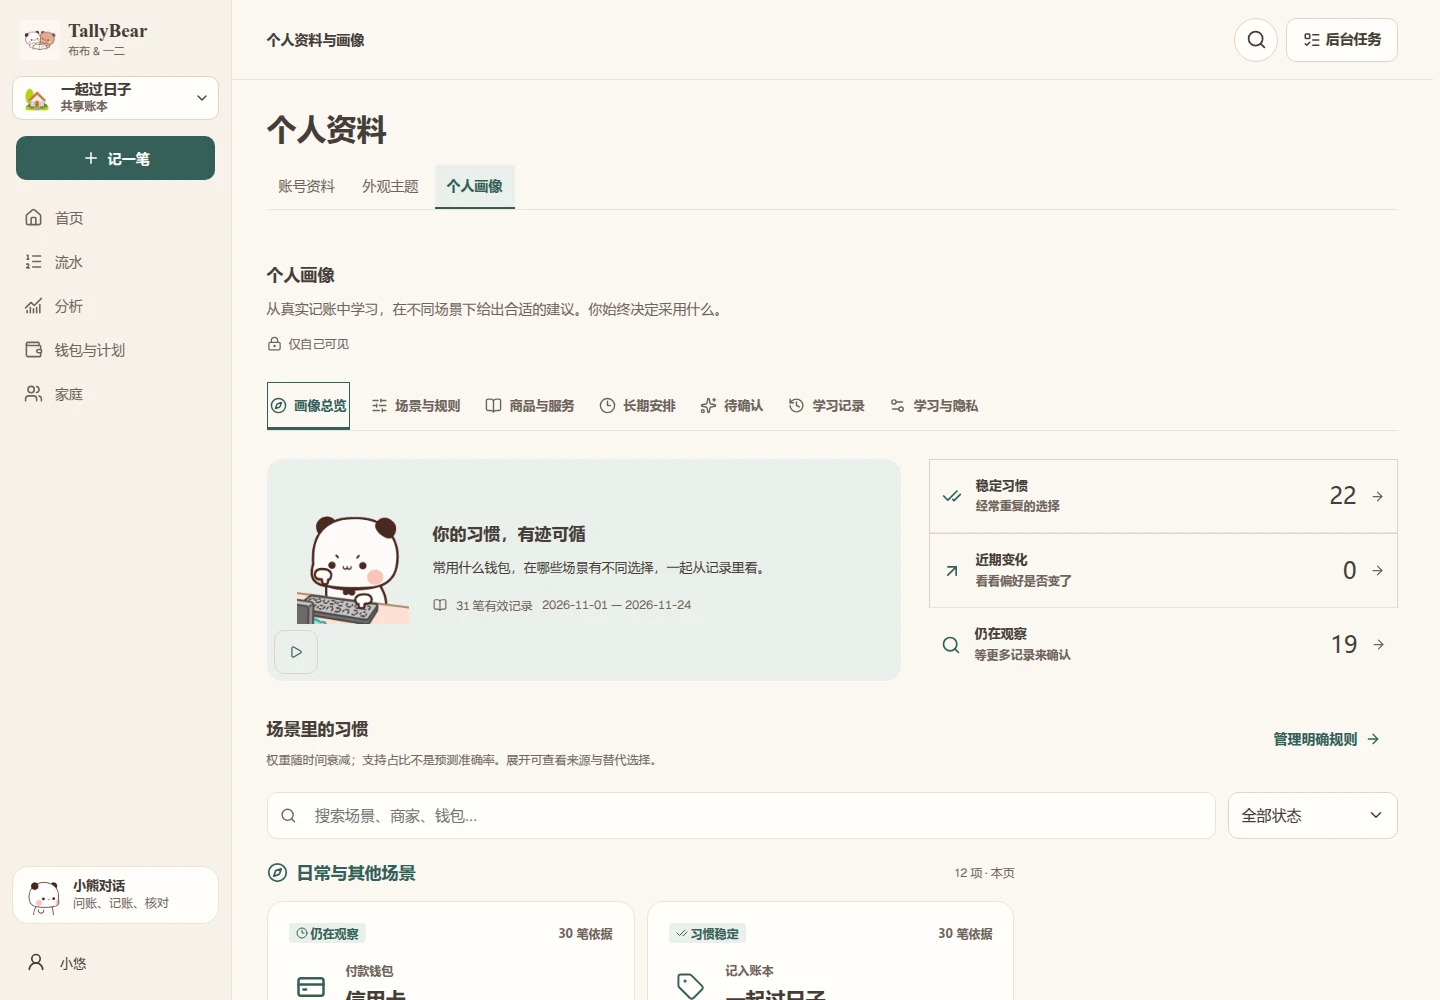 TallyBear
布布 & 一二
一起过日子
共享账本
记一笔
首页
流水
分析
钱包与计划
家庭
小熊对话
问账、记账、核对
小悠
个人资料与画像
后台任务
个人资料
账号资料 外观主题 个人画像
个人画像
从真实记账中学习，在不同场景下给出合适的建议。你始终决定采用什么。
仅自己可见
画像总览 场景与规则 商品与服务 长期安排 待确认 学习记录 学习与隐私
你的习惯，有迹可循
常用什么钱包，在哪些场景有不同选择，一起从记录里看。
31 笔有效记录 2026-11-01 — 2026-11-24
稳定习惯
经常重复的选择
22
近期变化
看看偏好是否变了
0
仍在观察
等更多记录来确认
19
场景里的习惯
权重随时间衰减；支持占比不是预测准确率。展开可查看来源与替代选择。
管理明确规则
搜索场景、商家、钱包...
全部状态
日常与其他场景
12 项 · 本页
仍在观察
30 笔依据
付款钱包
信用卡
习惯稳定
30 笔依据
记入账本
一起过日子